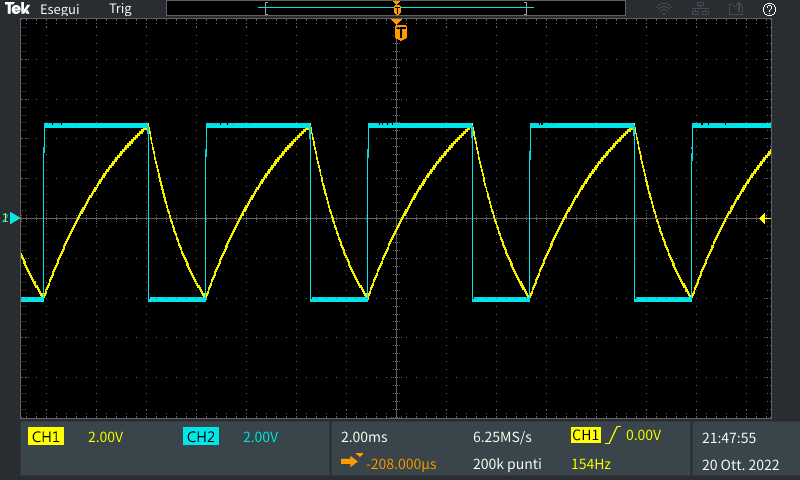 Tek Esegui Trig
T
T
CH1 2.00V CH2 2.00V 2.00ms 6.25MS/s CH1 0.00V 21:47:55
-208.000µs 200k punti 154Hz 20 Ott. 2022